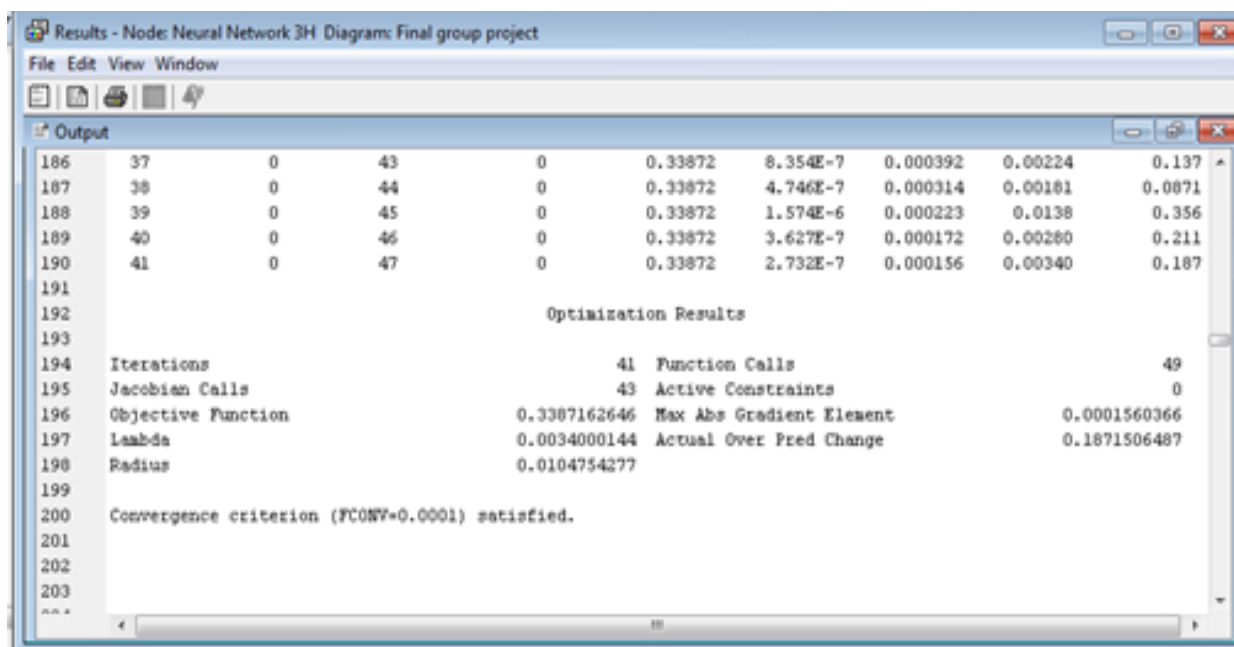 Results - Node: Neural Network 3H Diagram: Final group project
File Edit View Window
Output
186 37 0 43 0 0.33872 8.354E-7 0.000392 0.00224 0.137
187 38 0 44 0 0.33872 4.746E-7 0.000314 0.00181 0.0871
188 39 0 45 0 0.33872 1.574E-6 0.000223 0.0138 0.356
189 40 0 46 0 0.33872 3.627E-7 0.000172 0.00280 0.211
190 41 0 47 0 0.33872 2.732E-7 0.000156 0.00340 0.187
191
192 Optimization Results
193
194 Iterations 41 Function Calls 49
195 Jacobian Calls 43 Active Constraints 0
196 Objective Function 0.3387162646 Max Abs Gradient Element 0.0001560366
197 Lambda 0.0034000144 Actual Over Pred Change 0.1871506487
198 Radius 0.0104754277
199
200 Convergence criterion (FCONV=0.0001) satisfied.
201
202
203